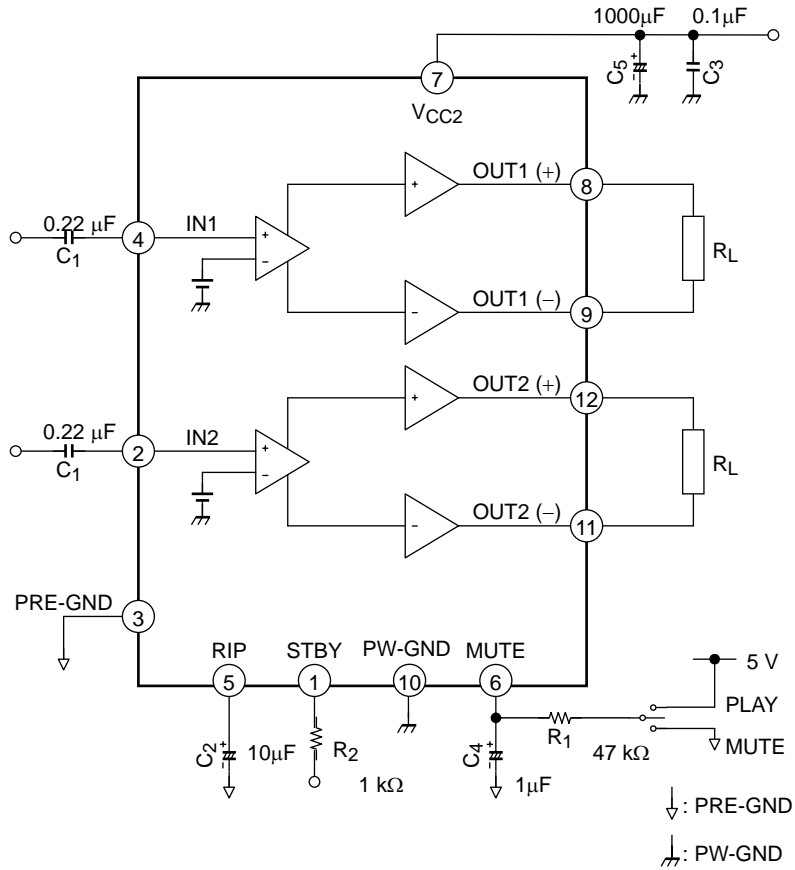 1000μF 0.1μF
C5 C3
+
-
7
VCC2
OUT1 (+)
+
8
0.22 μF
IN1
4
C1
+
-
RL
OUT1 (−)
-
9
OUT2 (+)
+
12
0.22 μF
IN2
2
C1
+
-
RL
OUT2 (−)
-
11
PRE-GND
3
RIP STBY PW-GND MUTE
5 1 10 6
5 V
PLAY
R1
47 kΩ
MUTE
C2
+
-
10μF
R2
1 kΩ
C4
+
-
1μF
: PRE-GND
: PW-GND